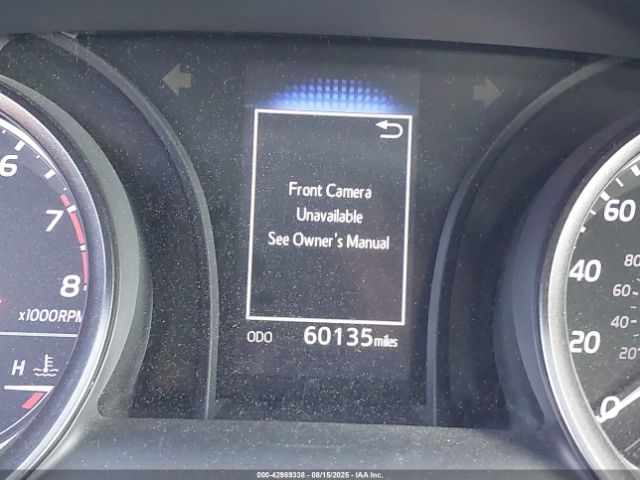 6
7
8
x1000RPM
H
Front Camera
Unavailable
See Owner's Manual
ODO 60135 miles
60
40
20
0
80
60
40
20
000-42989338 - 08/15/2025 - IAA Inc.